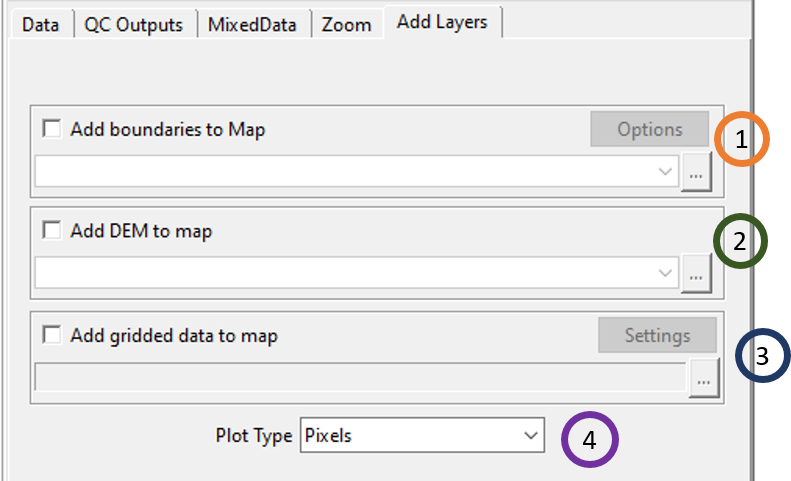 Data QC Outputs MixedData Zoom Add Layers
Add boundaries to Map Options 1
...
Add DEM to map 2
...
Add gridded data to map Settings 3
...
Plot Type Pixels 4